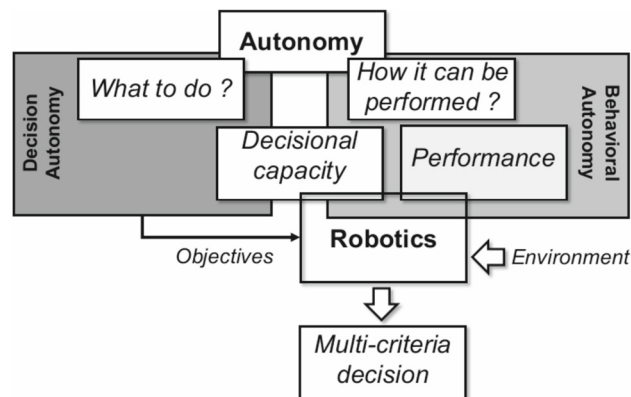 Autonomy
What to do ?
How it can be
performed ?
Decision
Autonomy
Behavioral
Autonomy
Decisional
capacity
Performance
Robotics
Objectives
Environment
Multi-criteria
decision